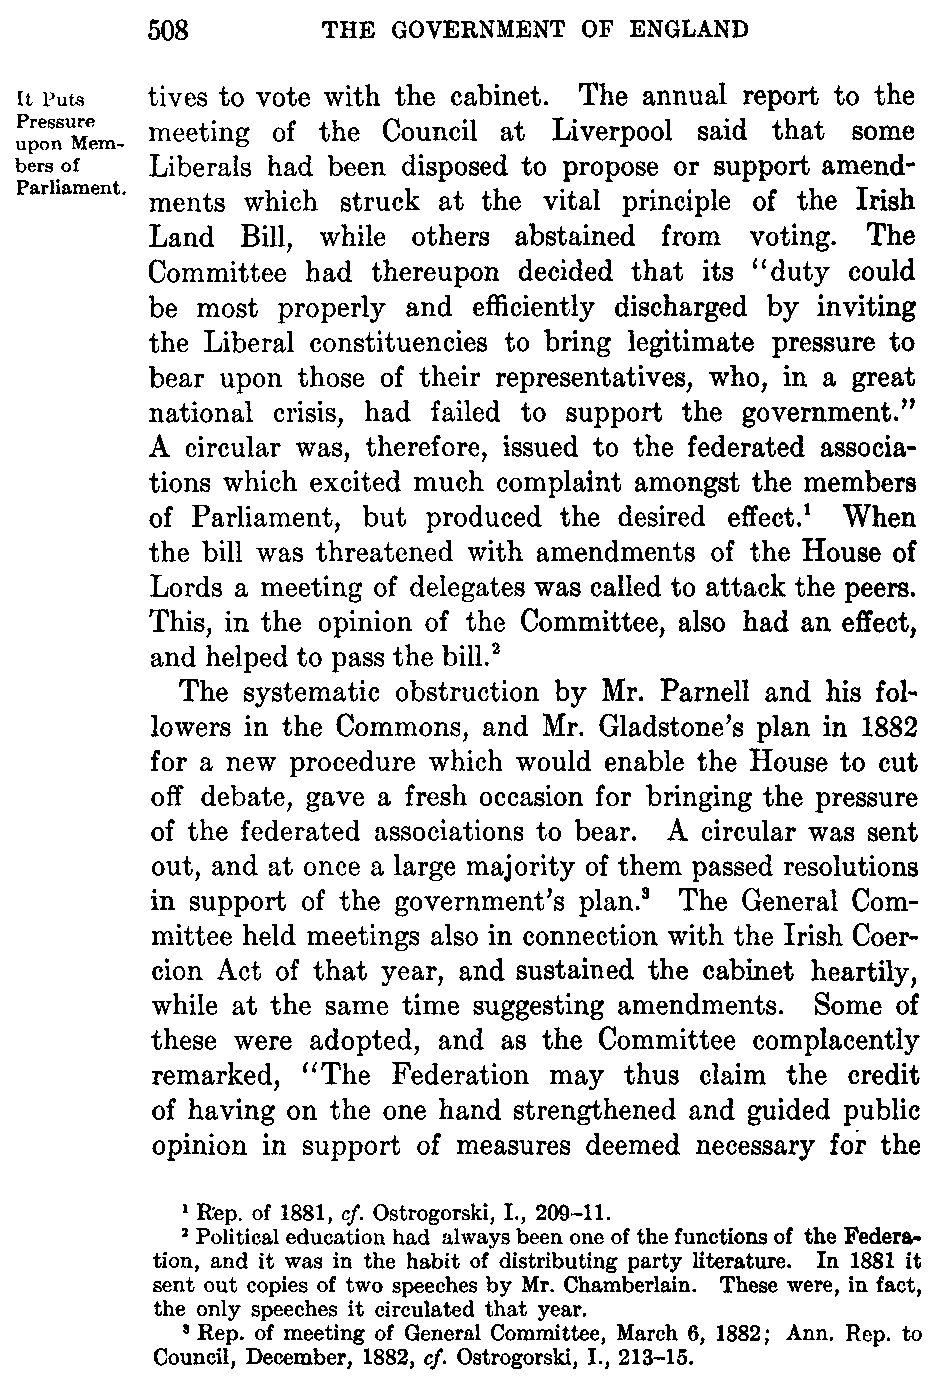 508 THE GOVERNMENT OF ENGLAND
It Puts
Pressure
upon Mem-
bers of
Parliament.
tives to vote with the cabinet. The annual report to the
meeting of the Council at Liverpool said that some
Liberals had been disposed to propose or support amend-
ments which struck at the vital principle of the Irish
Land Bill, while others abstained from voting. The
Committee had thereupon decided that its “duty could
be most properly and efficiently discharged by inviting
the Liberal constituencies to bring legitimate pressure to
bear upon those of their representatives, who, in a great
national crisis, had failed to support the government.”
A circular was, therefore, issued to the federated associa-
tions which excited much complaint amongst the members
of Parliament, but produced the desired effect.¹ When
the bill was threatened with amendments of the House of
Lords a meeting of delegates was called to attack the peers.
This, in the opinion of the Committee, also had an effect,
and helped to pass the bill.²
The systematic obstruction by Mr. Parnell and his fol-
lowers in the Commons, and Mr. Gladstone’s plan in 1882
for a new procedure which would enable the House to cut
off debate, gave a fresh occasion for bringing the pressure
of the federated associations to bear. A circular was sent
out, and at once a large majority of them passed resolutions
in support of the government’s plan.³ The General Com-
mittee held meetings also in connection with the Irish Coer-
cion Act of that year, and sustained the cabinet heartily,
while at the same time suggesting amendments. Some of
these were adopted, and as the Committee complacently
remarked, “The Federation may thus claim the credit
of having on the one hand strengthened and guided public
opinion in support of measures deemed necessary for the
¹ Rep. of 1881, cf. Ostrogorski, I., 209–11.
² Political education had always been one of the functions of the Federa-
tion, and it was in the habit of distributing party literature. In 1881 it
sent out copies of two speeches by Mr. Chamberlain. These were, in fact,
the only speeches it circulated that year.
³ Rep. of meeting of General Committee, March 6, 1882; Ann. Rep. to
Council, December, 1882, cf. Ostrogorski, I., 213–15.